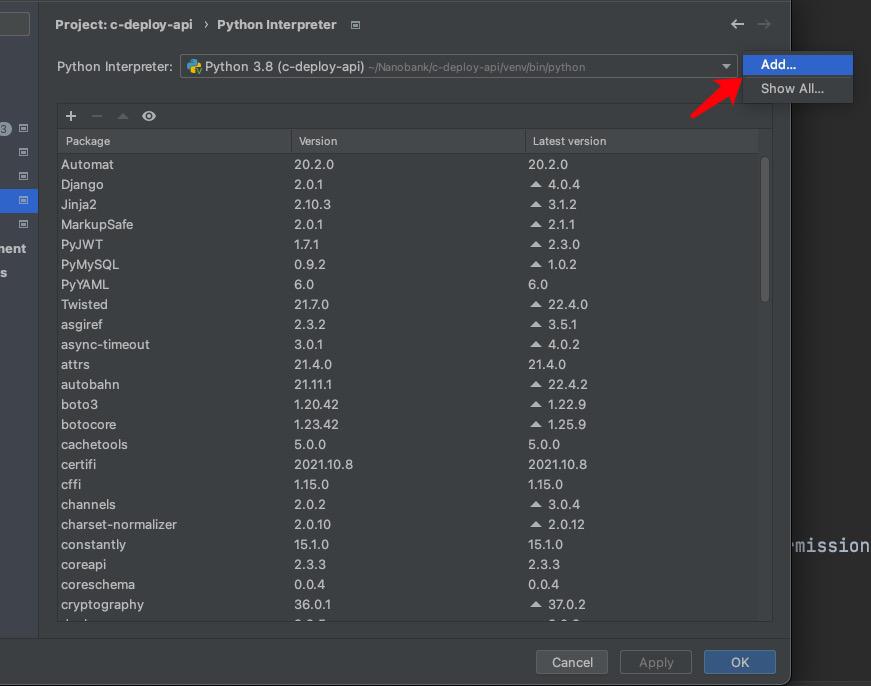 Project: c-deploy-api › Python Interpreter
Python Interpreter: Python 3.8 (c-deploy-api) ~/Nanobank/c-deploy-api/venv/bin/python
Add...
Show All...
Package Version Latest version
3
Automat 20.2.0 20.2.0
Django 2.0.1 4.0.4
Jinja2 2.10.3 3.1.2
MarkupSafe 2.0.1 2.1.1
PyJWT 1.7.1 2.3.0
PyMySQL 0.9.2 1.0.2
ment
s
PyYAML 6.0 6.0
Twisted 21.7.0 22.4.0
asgiref 2.3.2 3.5.1
async-timeout 3.0.1 4.0.2
attrs 21.4.0 21.4.0
autobahn 21.11.1 22.4.2
boto3 1.20.42 1.22.9
botocore 1.23.42 1.25.9
cachetools 5.0.0 5.0.0
certifi 2021.10.8 2021.10.8
cffi 1.15.0 1.15.0
channels 2.0.2 3.0.4
charset-normalizer 2.0.10 2.0.12
constantly 15.1.0 15.1.0
rmission
coreapi 2.3.3 2.3.3
coreschema 0.0.4 0.0.4
cryptography 36.0.1 37.0.2
Cancel Apply OK